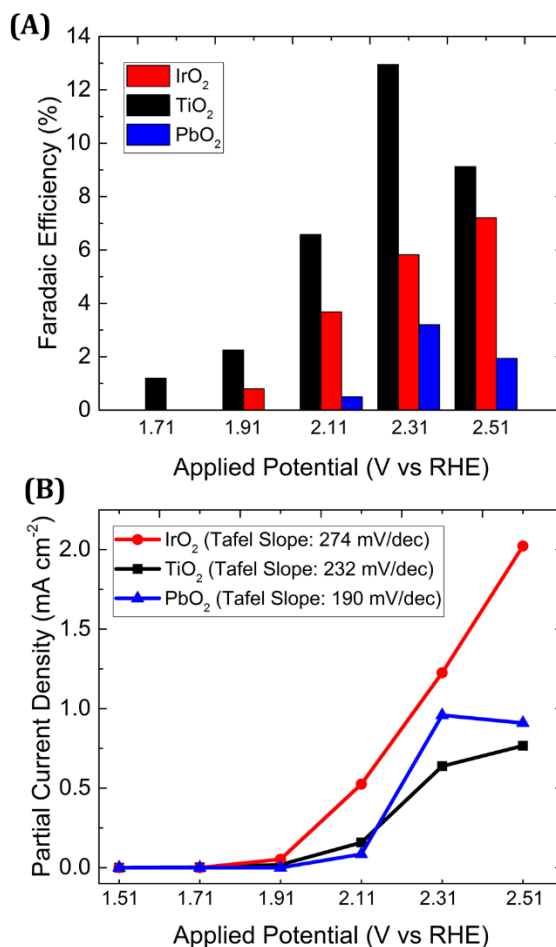 (A)
14
12
10
8
6
4
2
0
Faradaic Efficiency (%)
IrO₂
TiO₂
PbO₂
1.71 1.91 2.11 2.31 2.51
Applied Potential (V vs RHE)
(B)
2.0
1.5
1.0
0.5
0.0
Partial Current Density (mA cm⁻²)
IrO₂ (Tafel Slope: 274 mV/dec)
TiO₂ (Tafel Slope: 232 mV/dec)
PbO₂ (Tafel Slope: 190 mV/dec)
1.51 1.71 1.91 2.11 2.31 2.51
Applied Potential (V vs RHE)